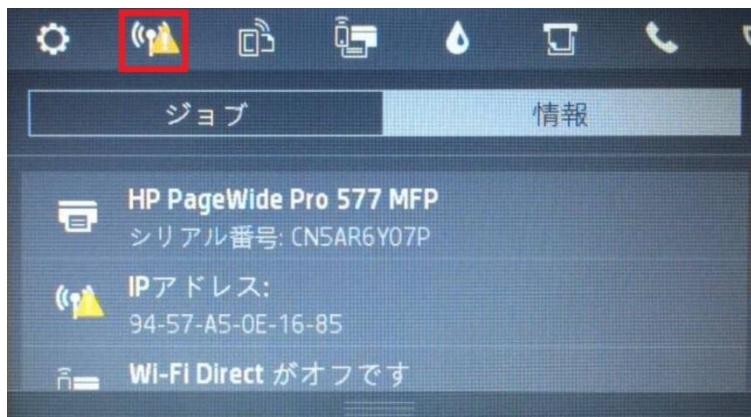 ジョブ
情報
HP PageWide Pro 577 MFP
シリアル番号: CN5AR6Y07P
IPアドレス:
94-57-A5-0E-16-85
Wi-Fi Direct がオフです